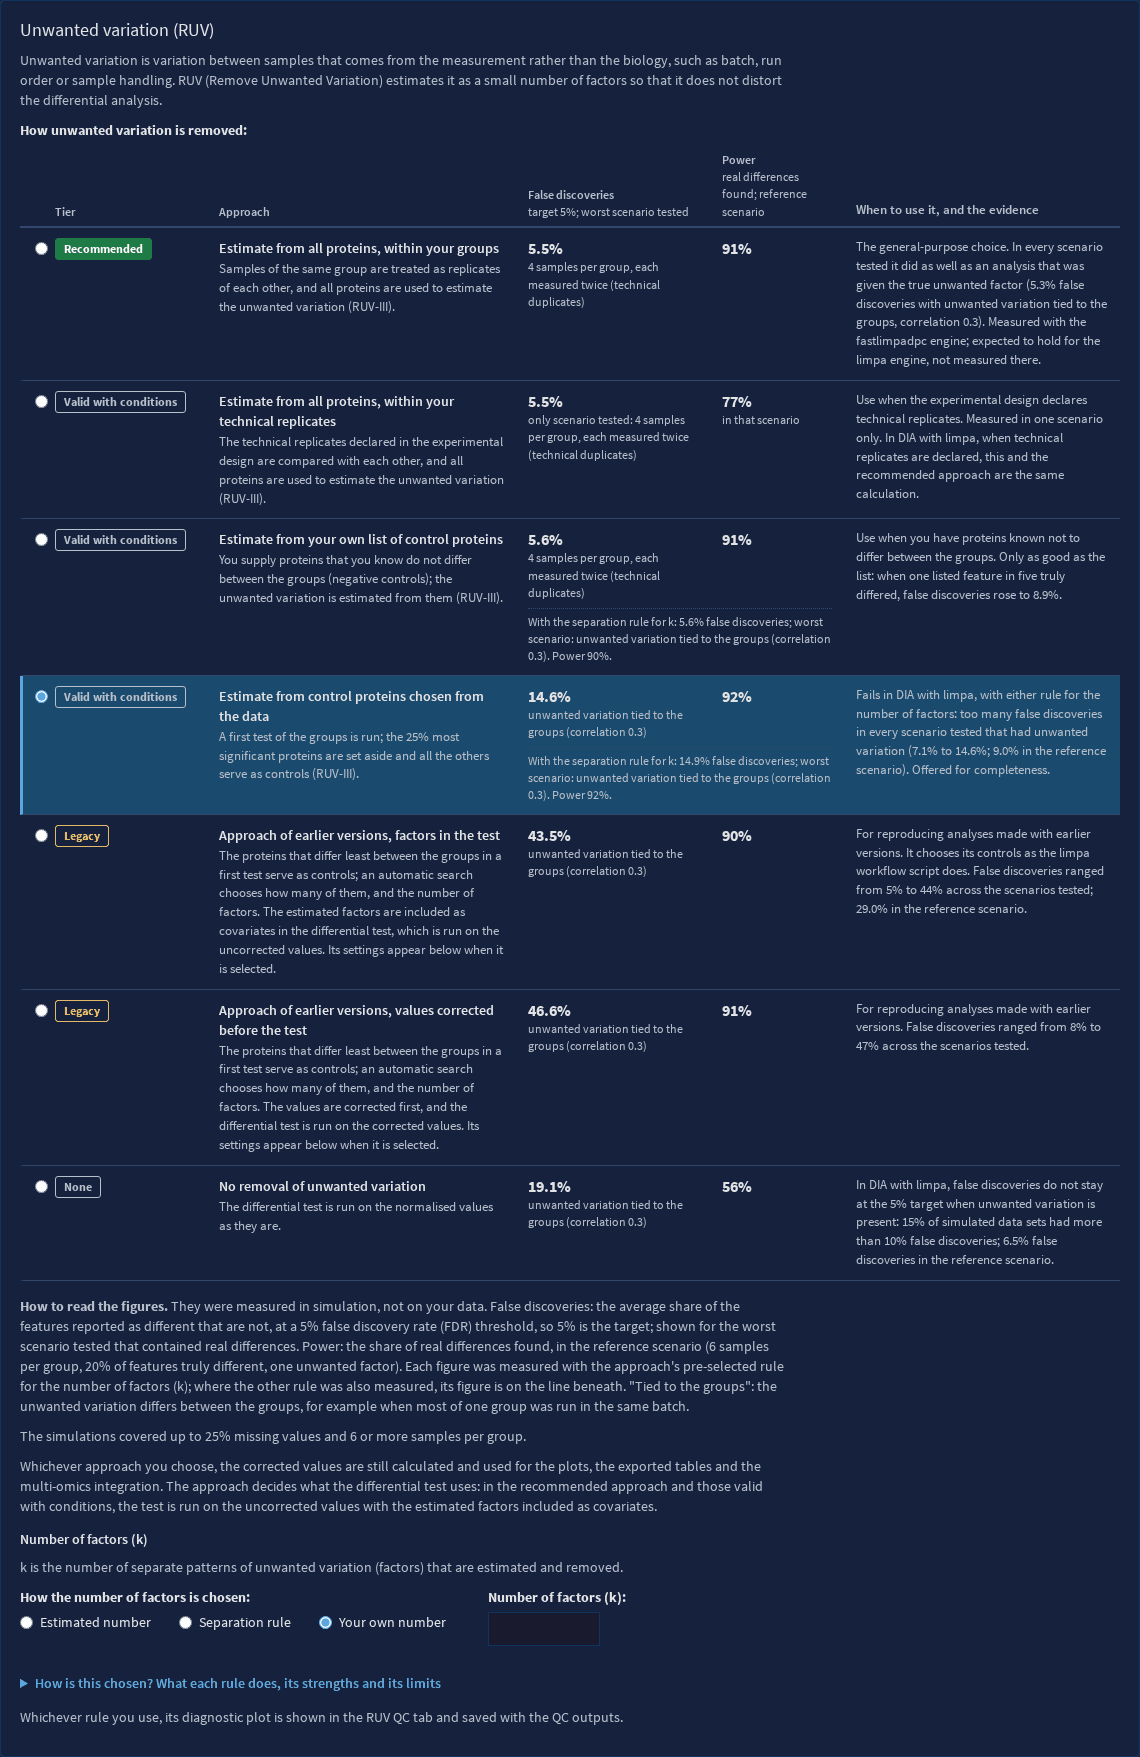 Unwanted variation (RUV)
Unwanted variation is variation between samples that comes from the measurement rather than the biology, such as batch, run
order or sample handling. RUV (Remove Unwanted Variation) estimates it as a small number of factors so that it does not distort
the differential analysis.
How unwanted variation is removed:
Tier
Approach
False discoveries
target 5%; worst scenario tested
Power
real differences
found; reference
scenario
When to use it, and the evidence
Recommended
Estimate from all proteins, within your groups
Samples of the same group are treated as replicates
of each other, and all proteins are used to estimate
the unwanted variation (RUV-III).
5.5%
4 samples per group, each
measured twice (technical
duplicates)
91%
The general-purpose choice. In every scenario
tested it did as well as an analysis that was
given the true unwanted factor (5.3% false
discoveries with unwanted variation tied to the
groups, correlation 0.3). Measured with the
fastlimpadpc engine; expected to hold for the
limpa engine, not measured there.
Valid with conditions
Estimate from all proteins, within your
technical replicates
The technical replicates declared in the experimental
design are compared with each other, and all
proteins are used to estimate the unwanted variation
(RUV-III).
5.5%
only scenario tested: 4 samples
per group, each measured twice
(technical duplicates)
77%
in that scenario
Use when the experimental design declares
technical replicates. Measured in one scenario
only. In DIA with limpa, when technical
replicates are declared, this and the
recommended approach are the same
calculation.
Valid with conditions
Estimate from your own list of control proteins
You supply proteins that you know do not differ
between the groups (negative controls); the
unwanted variation is estimated from them (RUV-III).
5.6%
4 samples per group, each
measured twice (technical
duplicates)
91%
With the separation rule for k: 5.6% false discoveries; worst
scenario: unwanted variation tied to the groups (correlation
0.3). Power 90%.
Use when you have proteins known not to
differ between the groups. Only as good as the
list: when one listed feature in five truly
differed, false discoveries rose to 8.9%.
Valid with conditions
Estimate from control proteins chosen from
the data
A first test of the groups is run; the 25% most
significant proteins are set aside and all the others
serve as controls (RUV-III).
14.6%
unwanted variation tied to the
groups (correlation 0.3)
92%
With the separation rule for k: 14.9% false discoveries; worst
scenario: unwanted variation tied to the groups (correlation
0.3). Power 92%.
Fails in DIA with limpa, with either rule for the
number of factors: too many false discoveries
in every scenario tested that had unwanted
variation (7.1% to 14.6%; 9.0% in the reference
scenario). Offered for completeness.
Legacy
Approach of earlier versions, factors in the test
The proteins that differ least between the groups in a
first test serve as controls; an automatic search
chooses how many of them, and the number of
factors. The estimated factors are included as
covariates in the differential test, which is run on the
uncorrected values. Its settings appear below when it
is selected.
43.5%
unwanted variation tied to the
groups (correlation 0.3)
90%
For reproducing analyses made with earlier
versions. It chooses its controls as the limpa
workflow script does. False discoveries ranged
from 5% to 44% across the scenarios tested;
29.0% in the reference scenario.
Legacy
Approach of earlier versions, values corrected
before the test
The proteins that differ least between the groups in a
first test serve as controls; an automatic search
chooses how many of them, and the number of
factors. The values are corrected first, and the
differential test is run on the corrected values. Its
settings appear below when it is selected.
46.6%
unwanted variation tied to the
groups (correlation 0.3)
91%
For reproducing analyses made with earlier
versions. False discoveries ranged from 8% to
47% across the scenarios tested.
None
No removal of unwanted variation
The differential test is run on the normalised values
as they are.
19.1%
unwanted variation tied to the
groups (correlation 0.3)
56%
In DIA with limpa, false discoveries do not stay
at the 5% target when unwanted variation is
present: 15% of simulated data sets had more
than 10% false discoveries; 6.5% false
discoveries in the reference scenario.
How to read the figures. They were measured in simulation, not on your data. False discoveries: the average share of the
features reported as different that are not, at a 5% false discovery rate (FDR) threshold, so 5% is the target; shown for the worst
scenario tested that contained real differences. Power: the share of real differences found, in the reference scenario (6 samples
per group, 20% of features truly different, one unwanted factor). Each figure was measured with the approach's pre-selected rule
for the number of factors (k); where the other rule was also measured, its figure is on the line beneath. "Tied to the groups": the
unwanted variation differs between the groups, for example when most of one group was run in the same batch.
The simulations covered up to 25% missing values and 6 or more samples per group.
Whichever approach you choose, the corrected values are still calculated and used for the plots, the exported tables and the
multi-omics integration. The approach decides what the differential test uses: in the recommended approach and those valid
with conditions, the test is run on the uncorrected values with the estimated factors included as covariates.
Number of factors (k)
k is the number of separate patterns of unwanted variation (factors) that are estimated and removed.
How the number of factors is chosen:
Estimated number
Separation rule
Your own number
Number of factors (k):
How is this chosen? What each rule does, its strengths and its limits
Whichever rule you use, its diagnostic plot is shown in the RUV QC tab and saved with the QC outputs.